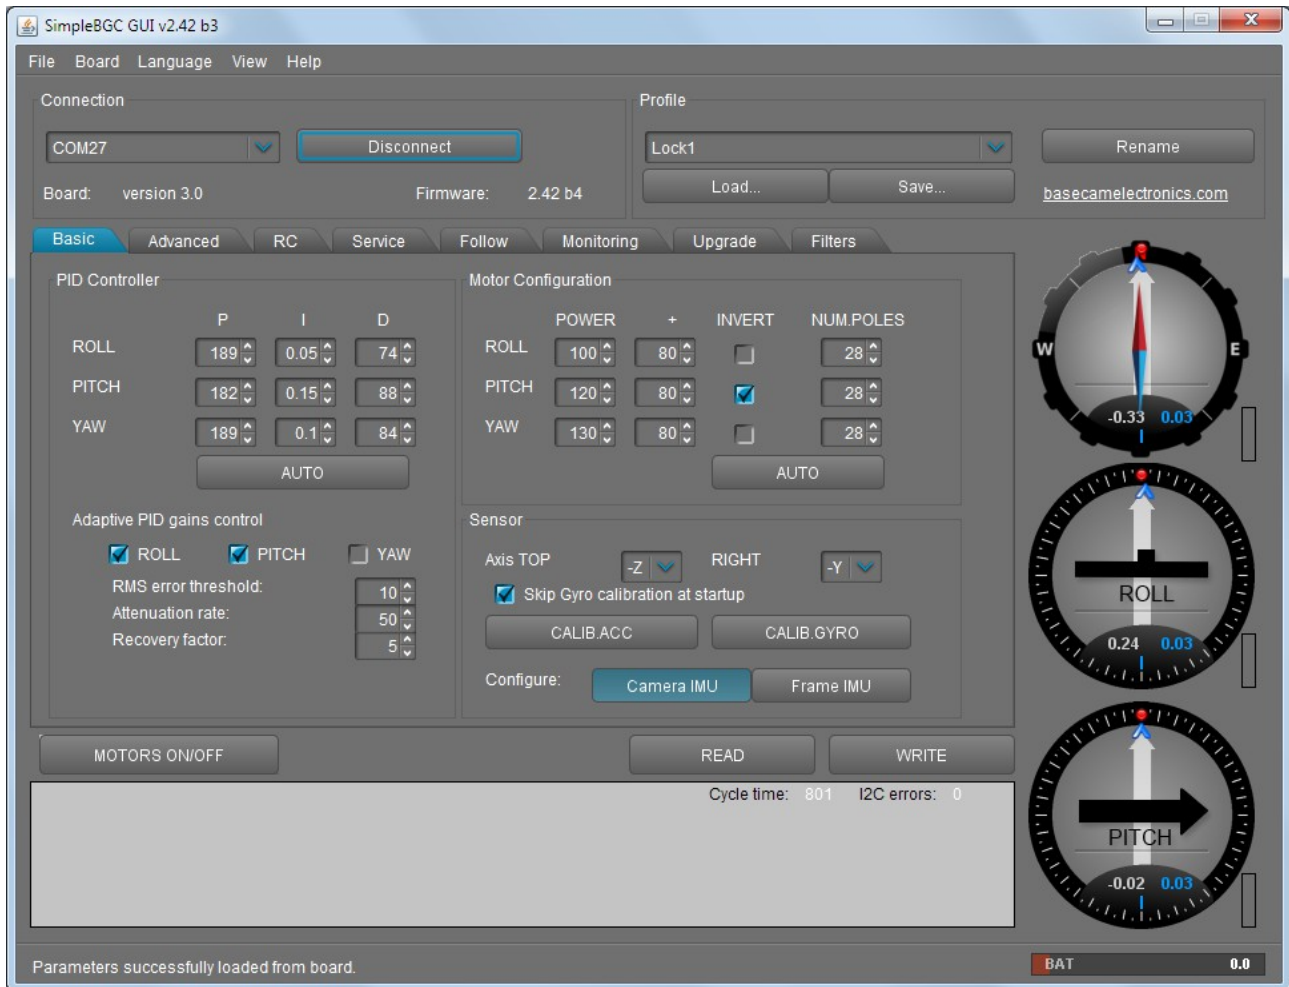 SimpleBGC GUI v2.42 b3
File Board Language View Help
Connection
COM27 Disconnect
Board: version 3.0 Firmware: 2.42 b4
Profile
Lock1 Rename
Load... Save... basecamelectronics.com
Basic Advanced RC Service Follow Monitoring Upgrade Filters
PID Controller
P I D
ROLL 189 0.05 74
PITCH 182 0.15 88
YAW 189 0.1 84
AUTO
Adaptive PID gains control
ROLL PITCH YAW
RMS error threshold: 10
Attenuation rate: 50
Recovery factor: 5
Motor Configuration
POWER + INVERT NUM.POLES
ROLL 100 80 28
PITCH 120 80 28
YAW 130 80 28
AUTO
Sensor
Axis TOP -Z RIGHT -Y
Skip Gyro calibration at startup
CALIB.ACC CALIB.GYRO
Configure: Camera IMU Frame IMU
W E
-0.33 0.03
ROLL
0.24 0.03
PITCH
-0.02 0.03
MOTORS ON/OFF READ WRITE
Cycle time: 801 I2C errors: 0
Parameters successfully loaded from board.
BAT 0.0